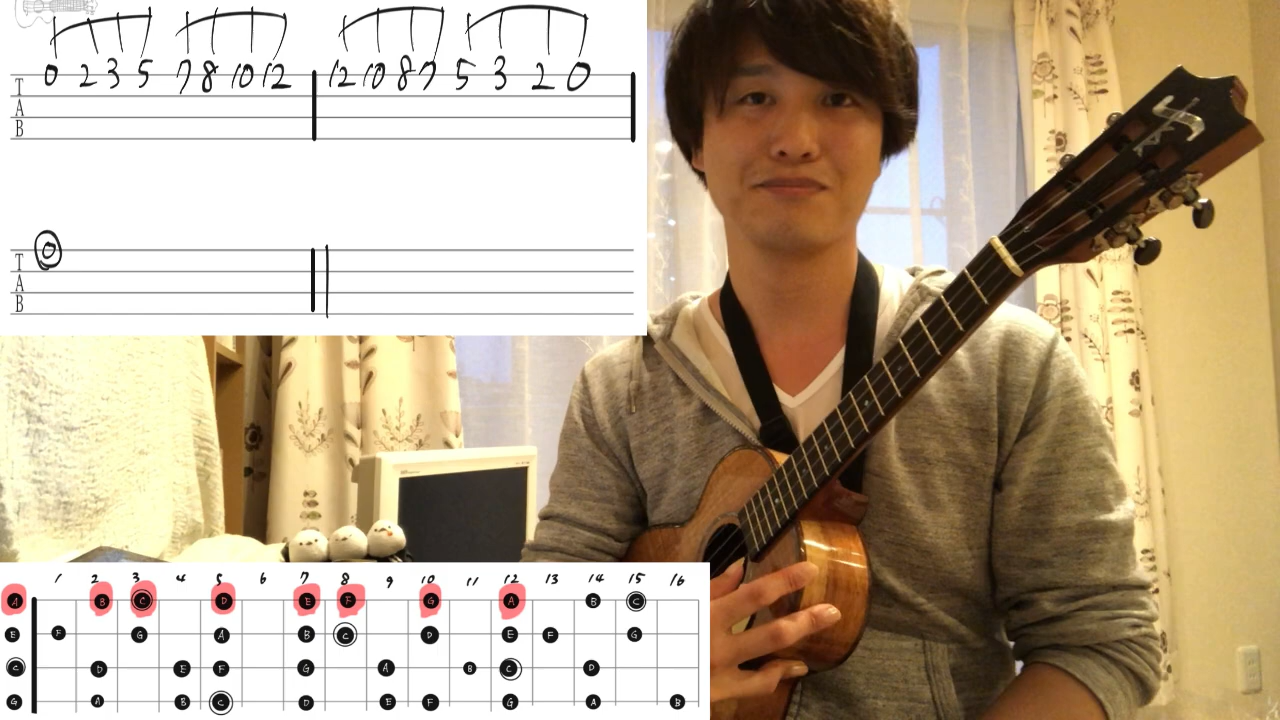 0 2 3 5 7 8 10 12 12 10 8 7 5 3 2 0
T
A
B
0
T
A
B
1 2 3 4 5 6 7 8 9 10 11 12 13 14 15 16
A B C D E F G A B C
E F G A B C D E F G
C D E F G A B C D
G A B C D E F G A B